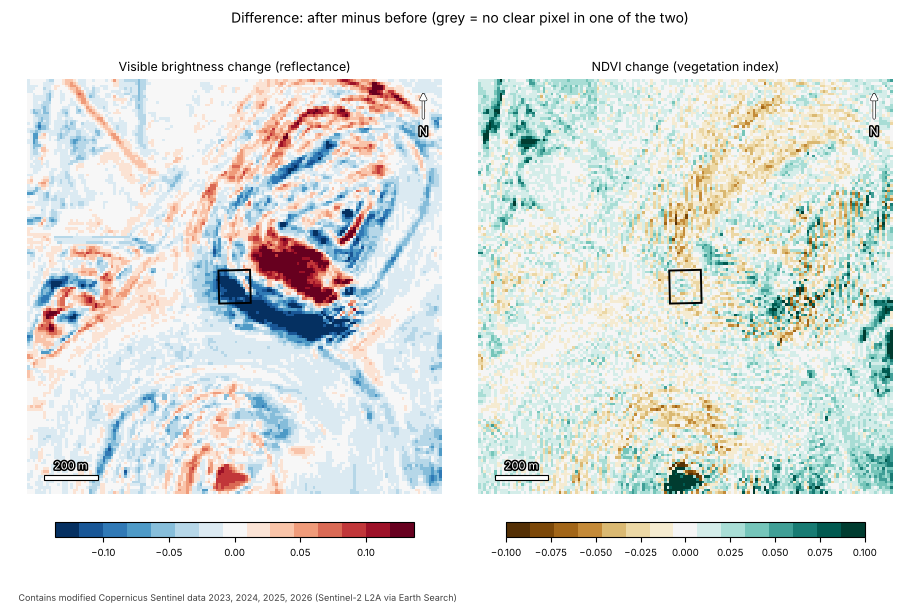 Difference: after minus before (grey = no clear pixel in one of the two)
Visible brightness change (reflectance)
NDVI change (vegetation index)
N
N
200 m
200 m
−0.10 −0.05 0.00 0.05 0.10
−0.100 −0.075 −0.050 −0.025 0.000 0.025 0.050 0.075 0.100
Contains modified Copernicus Sentinel data 2023, 2024, 2025, 2026 (Sentinel-2 L2A via Earth Search)